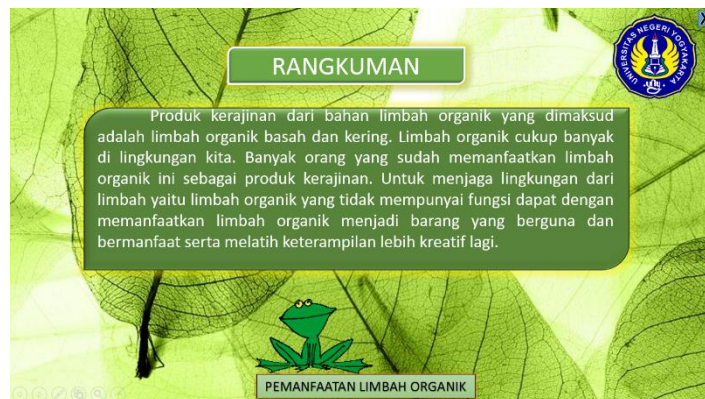 RANGKUMAN
UNIVERSITAS NEGERI YOGYAKARTA
Produk kerajinan dari bahan limbah organik yang dimaksud
adalah limbah organik basah dan kering. Limbah organik cukup banyak
di lingkungan kita. Banyak orang yang sudah memanfaatkan limbah
organik ini sebagai produk kerajinan. Untuk menjaga lingkungan dari
limbah yaitu limbah organik yang tidak mempunyai fungsi dapat dengan
memanfaatkan limbah organik menjadi barang yang berguna dan
bermanfaat serta melatih keterampilan lebih kreatif lagi.
PEMANFAATAN LIMBAH ORGANIK